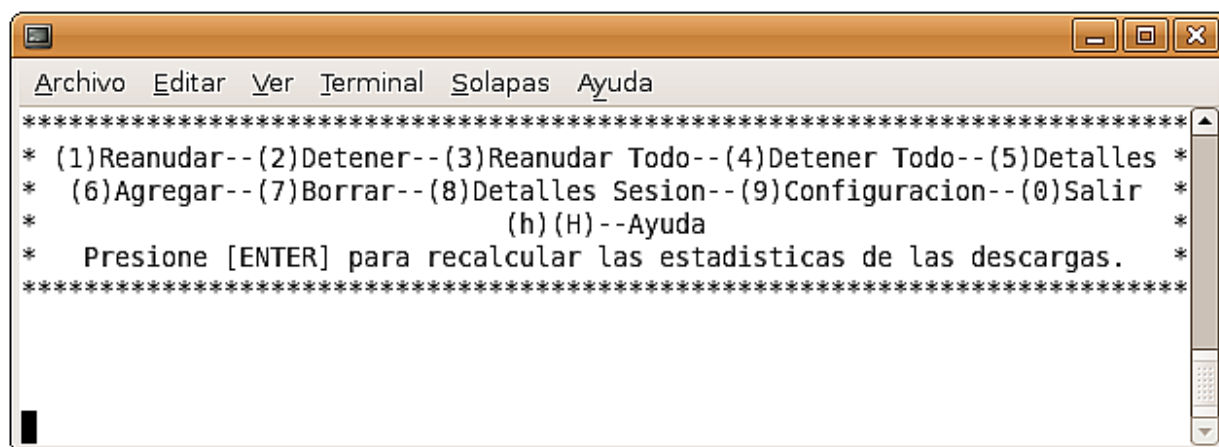 Archivo Editar Ver Terminal Solapas Ayuda
****************************************************************************
* (1)Reanudar--(2)Detener--(3)Reanudar Todo--(4)Detener Todo--(5)Detalles *
* (6)Agregar--(7)Borrar--(8)Detalles Sesion--(9)Configuracion--(0)Salir *
* (h)(H)--Ayuda *
* Presione [ENTER] para recalcular las estadisticas de las descargas. *
****************************************************************************